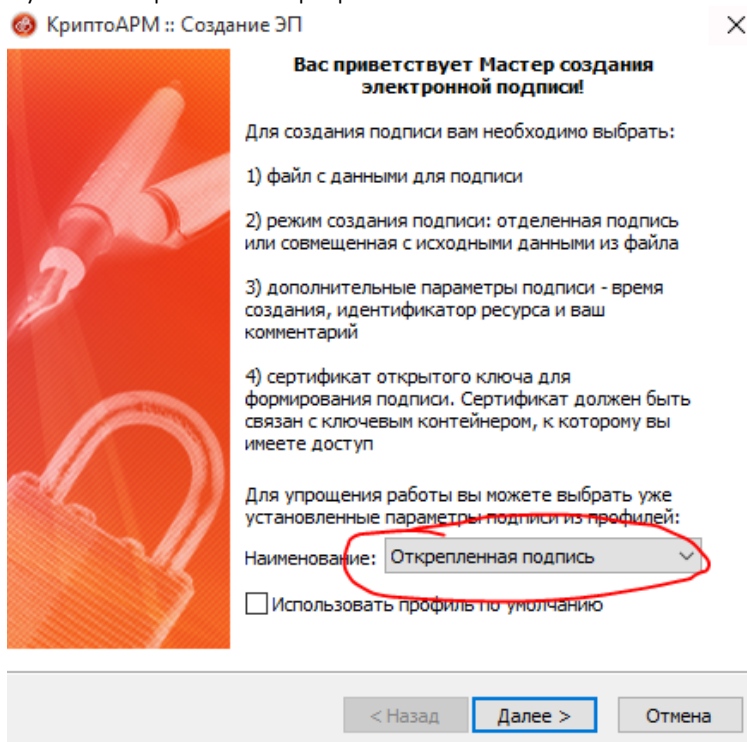 КриптоАРМ :: Создание ЭП
Вас приветствует Мастер создания
электронной подписи!
Для создания подписи вам необходимо выбрать:
1) файл с данными для подписи
2) режим создания подписи: отделенная подпись
или совмещенная с исходными данными из файла
3) дополнительные параметры подписи - время
создания, идентификатор ресурса и ваш
комментарий
4) сертификат открытого ключа для
формирования подписи. Сертификат должен быть
связан с ключевым контейнером, к которому вы
имеете доступ
Для упрощения работы вы можете выбрать уже
установленные параметры подписи из профилей:
Наименование: Открепленная подпись
Использовать профиль по умолчанию
< Назад Далее > Отмена